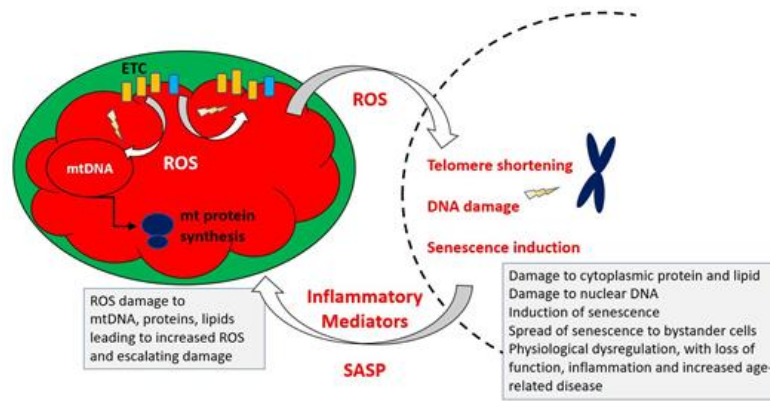 ETC
mtDNA
ROS
mt protein
synthesis
ROS
Telomere shortening
DNA damage
Senescence induction
Inflammatory
Mediators
SASP
ROS damage to
mtDNA, proteins, lipids
leading to increased ROS
and escalating damage
Damage to cytoplasmic protein and lipid
Damage to nuclear DNA
Induction of senescence
Spread of senescence to bystander cells
Physiological dysregulation, with loss of
function, inflammation and increased age-
related disease